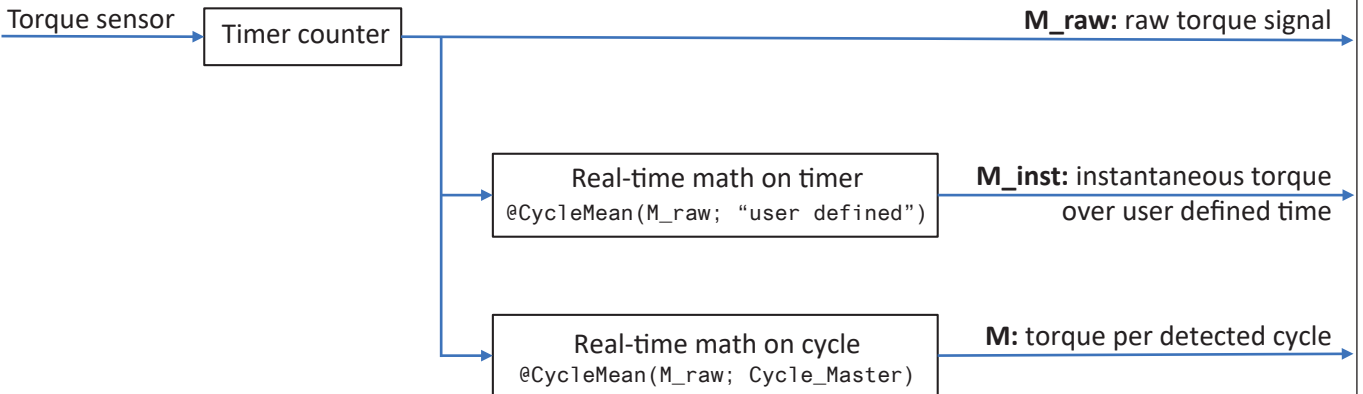 Torque sensor
Timer counter
M_raw: raw torque signal
Real-time math on timer
@CycleMean(M_raw; “user defined”)
M_inst: instantaneous torque
over user defined time
Real-time math on cycle
@CycleMean(M_raw; Cycle_Master)
M: torque per detected cycle